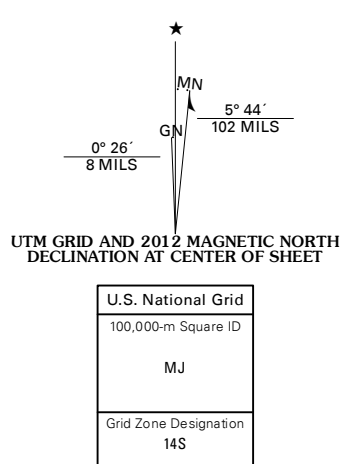 ★
MN
5° 44´
102 MILS
GN
0° 26´
8 MILS
UTM GRID AND 2012 MAGNETIC NORTH
DECLINATION AT CENTER OF SHEET
U.S. National Grid
100,000-m Square ID
MJ
Grid Zone Designation
14S